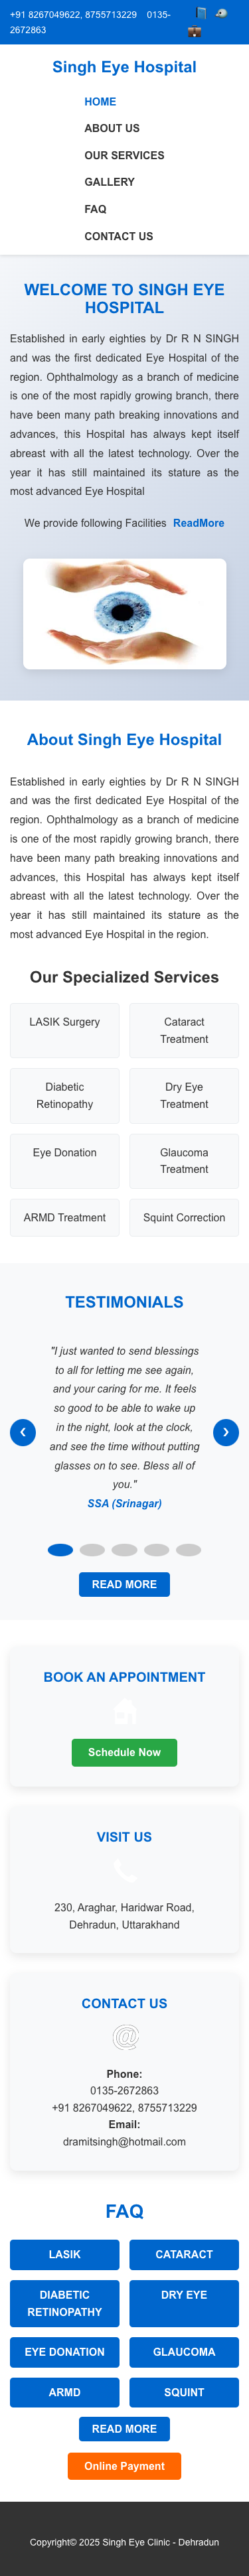 +91 8267049622, 8755713229 0135-
2672863
Singh Eye Hospital
HOME
ABOUT US
OUR SERVICES
GALLERY
FAQ
CONTACT US
WELCOME TO SINGH EYE
HOSPITAL
Established in early eighties by Dr R N SINGH
and was the first dedicated Eye Hospital of the
region. Ophthalmology as a branch of medicine
is one of the most rapidly growing branch, there
have been many path breaking innovations and
advances, this Hospital has always kept itself
abreast with all the latest technology. Over the
year it has still maintained its stature as the
most advanced Eye Hospital
We provide following Facilities ReadMore
About Singh Eye Hospital
Established in early eighties by Dr R N SINGH
and was the first dedicated Eye Hospital of the
region. Ophthalmology as a branch of medicine
is one of the most rapidly growing branch, there
have been many path breaking innovations and
advances, this Hospital has always kept itself
abreast with all the latest technology. Over the
year it has still maintained its stature as the
most advanced Eye Hospital in the region.
Our Specialized Services
LASIK Surgery
Cataract
Treatment
Diabetic
Retinopathy
Dry Eye
Treatment
Eye Donation
Glaucoma
Treatment
ARMD Treatment
Squint Correction
TESTIMONIALS
"I just wanted to send blessings
to all for letting me see again,
and your caring for me. It feels
so good to be able to wake up
in the night, look at the clock,
and see the time without putting
glasses on to see. Bless all of
you."
SSA (Srinagar)
READ MORE
BOOK AN APPOINTMENT
Schedule Now
VISIT US
230, Araghar, Haridwar Road,
Dehradun, Uttarakhand
CONTACT US
@
Phone:
0135-2672863
+91 8267049622, 8755713229
Email:
dramitsingh@hotmail.com
FAQ
LASIK
CATARACT
DIABETIC
RETINOPATHY
DRY EYE
EYE DONATION
GLAUCOMA
ARMD
SQUINT
READ MORE
Online Payment
Copyright© 2025 Singh Eye Clinic - Dehradun